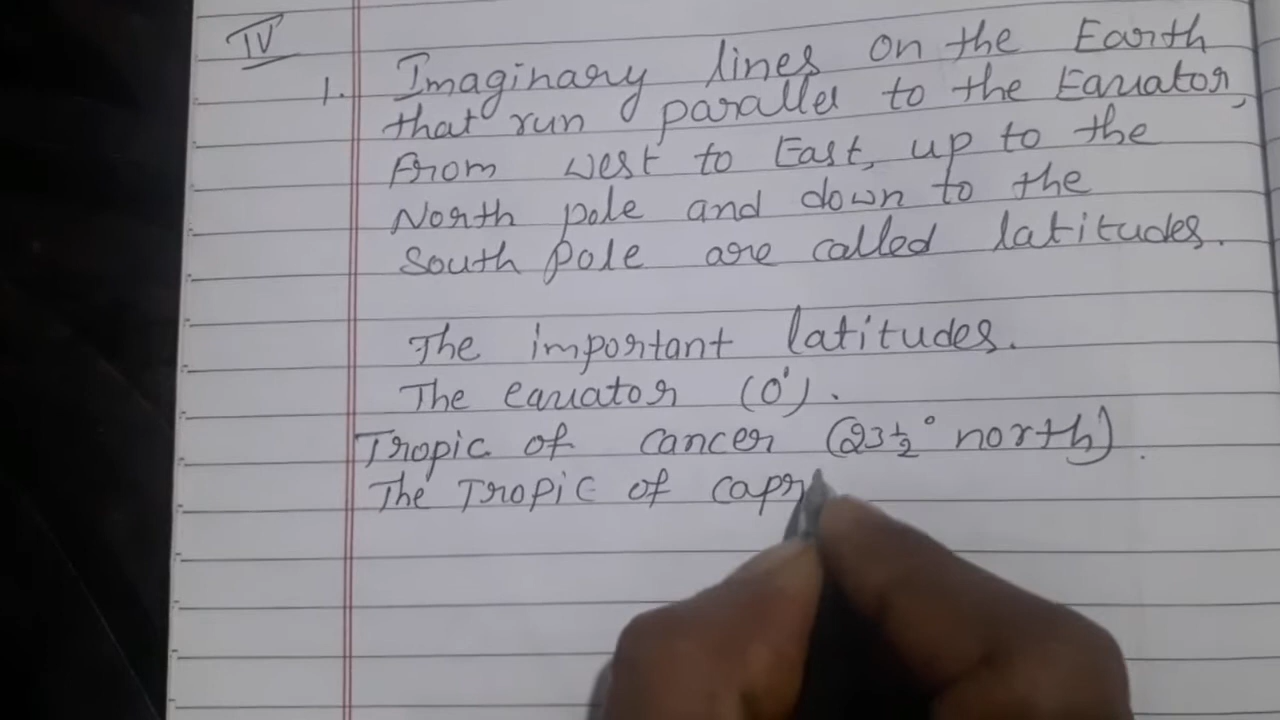 IV
1. Imaginary lines on the Earth
that run parallel to the Equator,
From west to East, up to the
North pole and down to the
South pole are called latitudes.
The important latitudes.
The equator (0°).
Tropic of cancer (23½° north).
The Tropic of capr